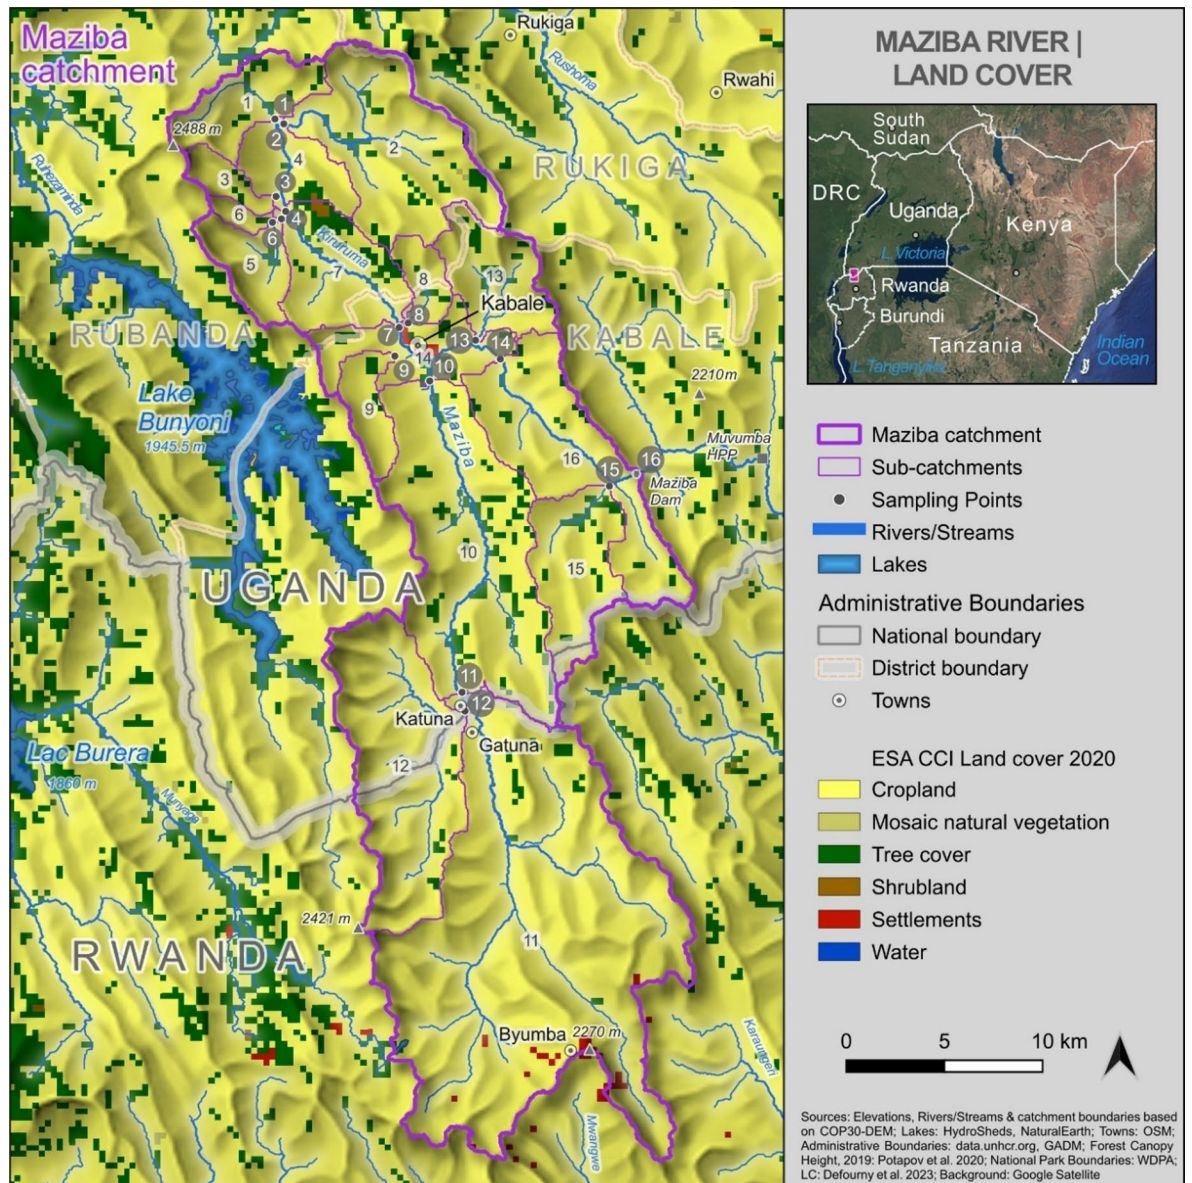 Maziba
catchment
Rukiga
Rushoma
Rwahi
2488 m
1
1
2
2
4
3
3
RUKIGA
Ruhezaminda
6
4
6
Kiruruma
5
7
8
13
Kabale
RUBANDA
8
7
13
14
KABALE
14
9
10
Lake
Bunyoni
1945.5 m
9
2210 m
Maziba
Muvumba
HPP
16
15
16
Maziba
Dam
10
15
UGANDA
11
12
Katuna
Gatuna
Lac Burera
1860 m
12
Munyaga
2421 m
11
RWANDA
Byumba
2270 m
Mwangwe
MAZIBA RIVER |
LAND COVER
South
Sudan
DRC
Uganda
Kenya
L. Victoria
Rwanda
Burundi
Tanzania
Indian
Ocean
L. Tanganyika
Maziba catchment
Sub-catchments
Sampling Points
Rivers/Streams
Lakes
Administrative Boundaries
National boundary
District boundary
Towns
ESA CCI Land cover 2020
Cropland
Mosaic natural vegetation
Tree cover
Shrubland
Settlements
Water
0 5 10 km
Sources: Elevations, Rivers/Streams & catchment boundaries based
on COP30-DEM; Lakes: HydroSheds, NaturalEarth; Towns: OSM;
Administrative Boundaries: data.unhcr.org, GADM; Forest Canopy
Height, 2019: Potapov et al. 2020; National Park Boundaries: WDPA;
LC: Defourny et al. 2023; Background: Google Satellite